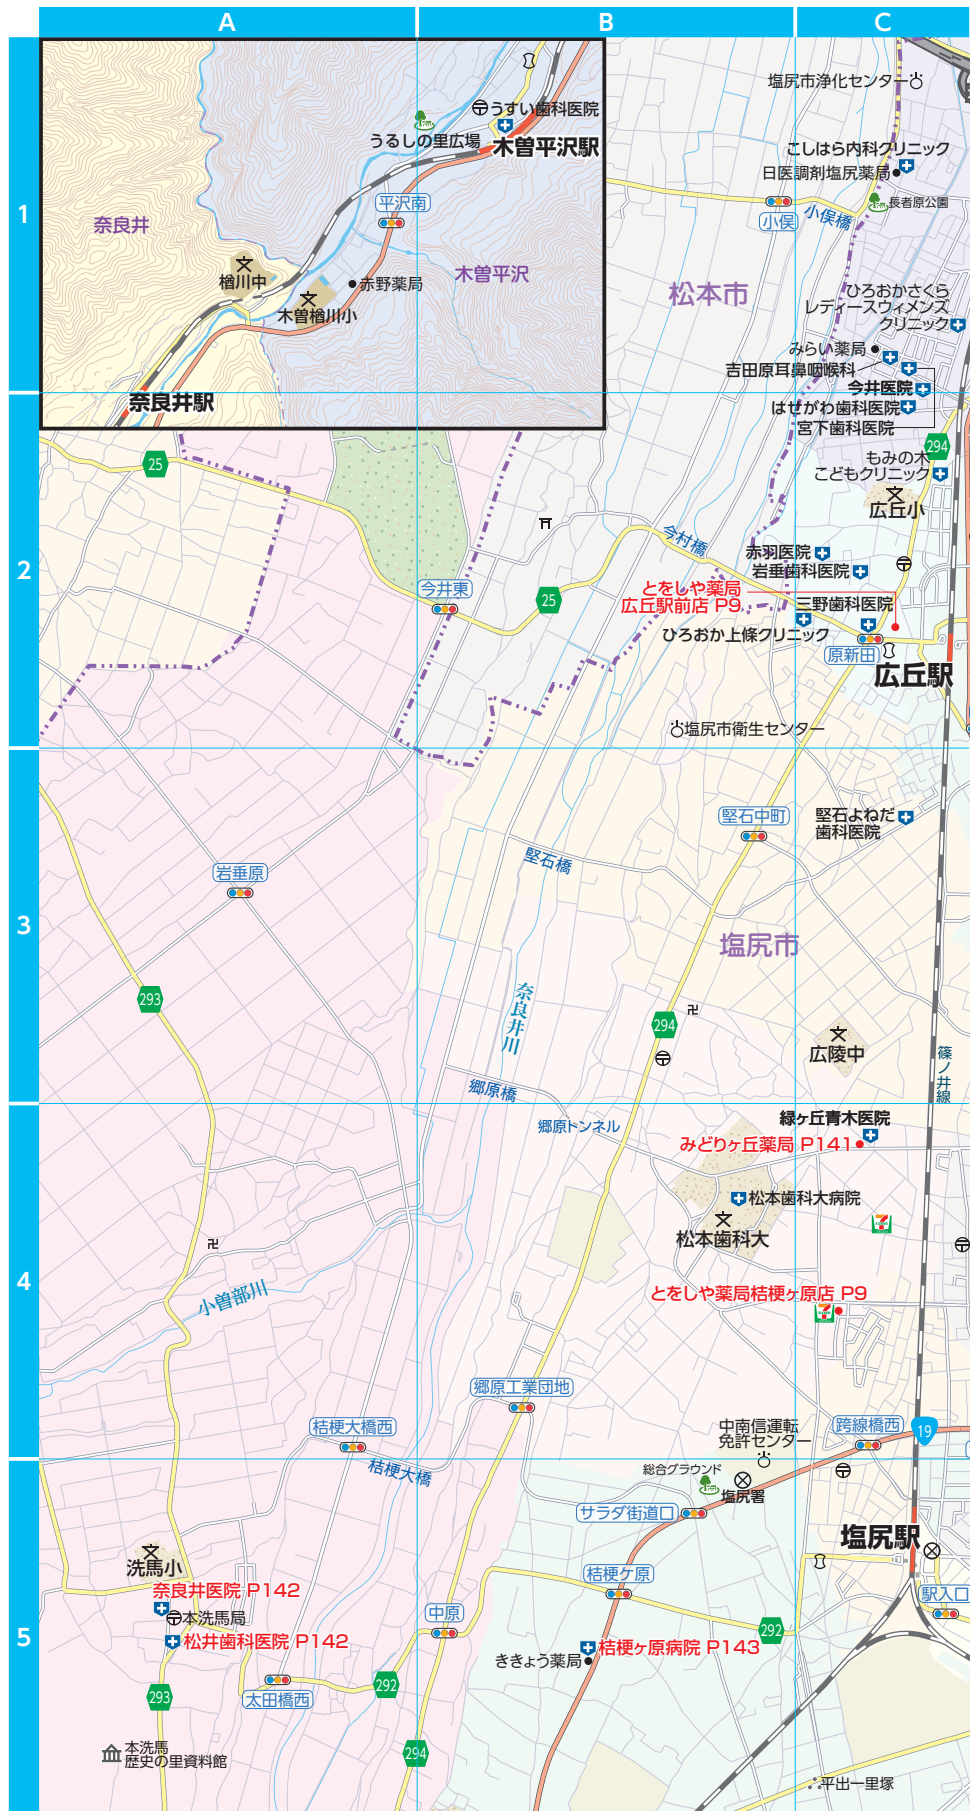 A
B
C
1
2
3
4
5
うすい歯科医院
うるしの里広場
木曽平沢駅
平沢南
奈良井
木曽平沢
楢川中
赤野薬局
木曽楢川小
奈良井駅
塩尻市浄化センター
こしはら内科クリニック
日医調剤塩尻薬局
長者原公園
小俣
小俣橋
松本市
ひろおかさくら
レディースウィメンズ
クリニック
みらい薬局
吉田原耳鼻咽喉科
今井医院
はせがわ歯科医院
宮下歯科医院
294
もみの木
こどもクリニック
広丘小
25
今村橋
赤羽医院
岩垂歯科医院
今井東
25
とをしや薬局
広丘駅前店 P9
三野歯科医院
ひろおか上條クリニック
原新田
広丘駅
塩尻市衛生センター
堅石中町
堅石よねだ
歯科医院
堅石橋
岩垂原
塩尻市
293
奈良井川
294
広陵中
篠ノ井線
郷原橋
郷原トンネル
緑ヶ丘青木医院
みどりヶ丘薬局 P141
松本歯科大病院
松本歯科大
小曽部川
とをしや薬局桔梗ヶ原店 P9
郷原工業団地
桔梗大橋西
桔梗大橋
中南信運転
免許センター
跨線橋西
19
総合グラウンド
塩尻署
サラダ街道口
塩尻駅
洗馬小
奈良井医院 P142
本洗馬局
松井歯科医院 P142
桔梗ケ原
駅入口
中原
292
ききょう薬局
桔梗ヶ原病院 P143
293
太田橋西
292
294
本洗馬
歴史の里資料館
平出一里塚